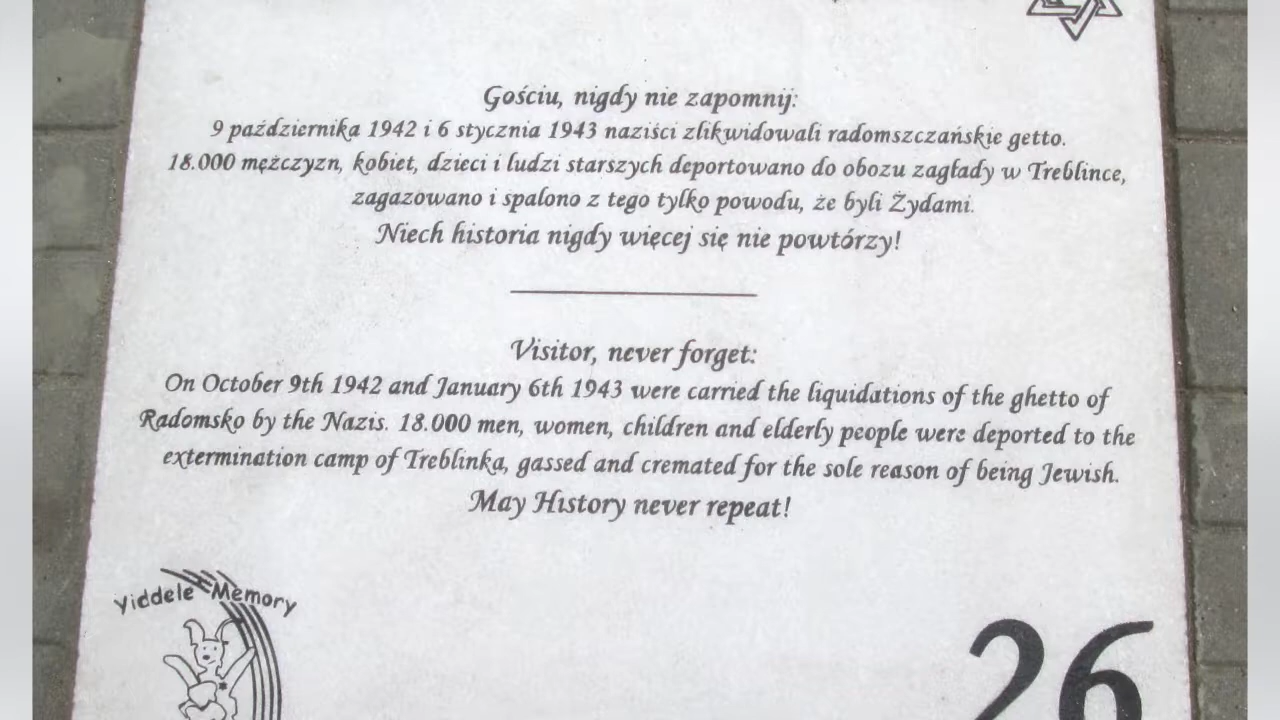 Gościu, nigdy nie zapomnij:
9 października 1942 i 6 stycznia 1943 naziści zlikwidowali radomszczańskie getto.
18.000 mężczyzn, kobiet, dzieci i ludzi starszych deportowano do obozu zagłady w Treblince,
zagazowano i spalono z tego tylko powodu, że byli Żydami.
Niech historia nigdy więcej się nie powtórzy!
Visitor, never forget:
On October 9th 1942 and January 6th 1943 were carried the liquidations of the ghetto of
Radomsko by the Nazis. 18.000 men, women, children and elderly people were deported to the
extermination camp of Treblinka, gassed and cremated for the sole reason of being Jewish.
May History never repeat!
Yiddele Memory
26